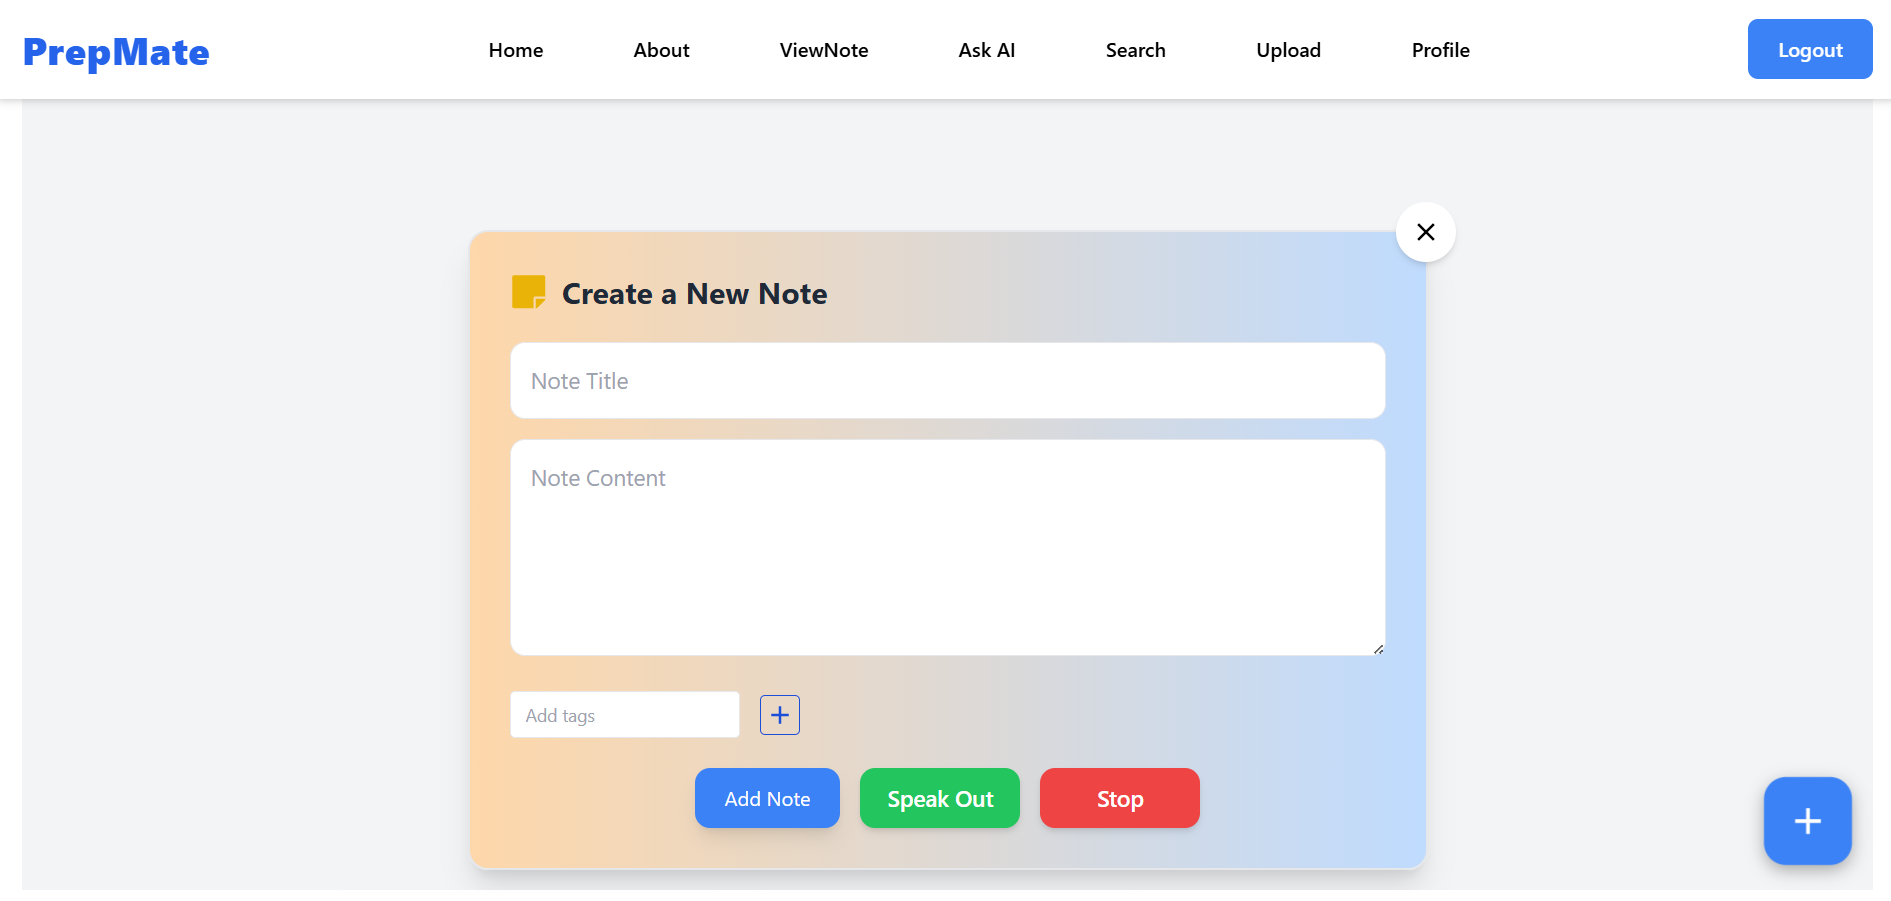 PrepMate Home About ViewNote Ask AI Search Upload Profile Logout
Create a New Note
Note Title
Note Content
Add tags
Add Note Speak Out Stop